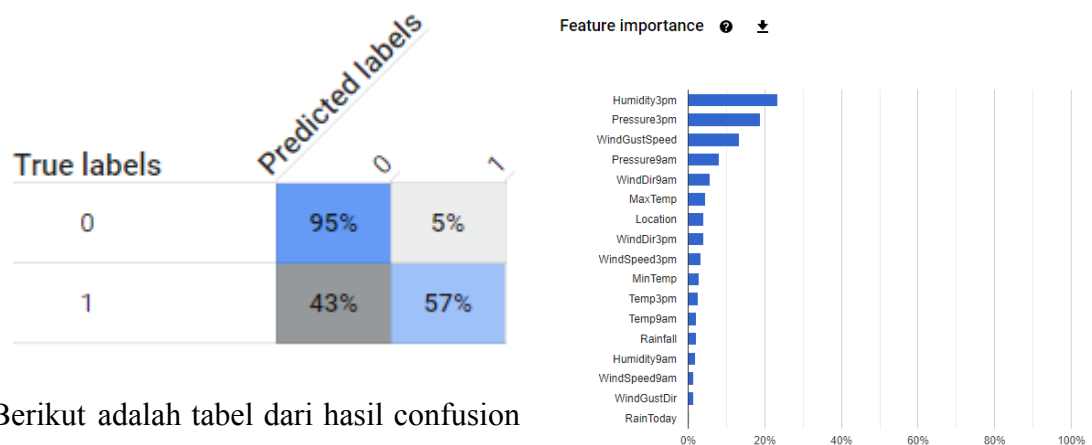 Predicted labels
True labels
0 1
0 95% 5%
1 43% 57%
Berikut adalah tabel dari hasil confusion
Feature importance
Humidity3pm
Pressure3pm
WindGustSpeed
Pressure9am
WindDir9am
MaxTemp
Location
WindDir3pm
WindSpeed3pm
MinTemp
Temp3pm
Temp9am
Rainfall
Humidity9am
WindSpeed9am
WindGustDir
RainToday
0% 20% 40% 60% 80% 100%